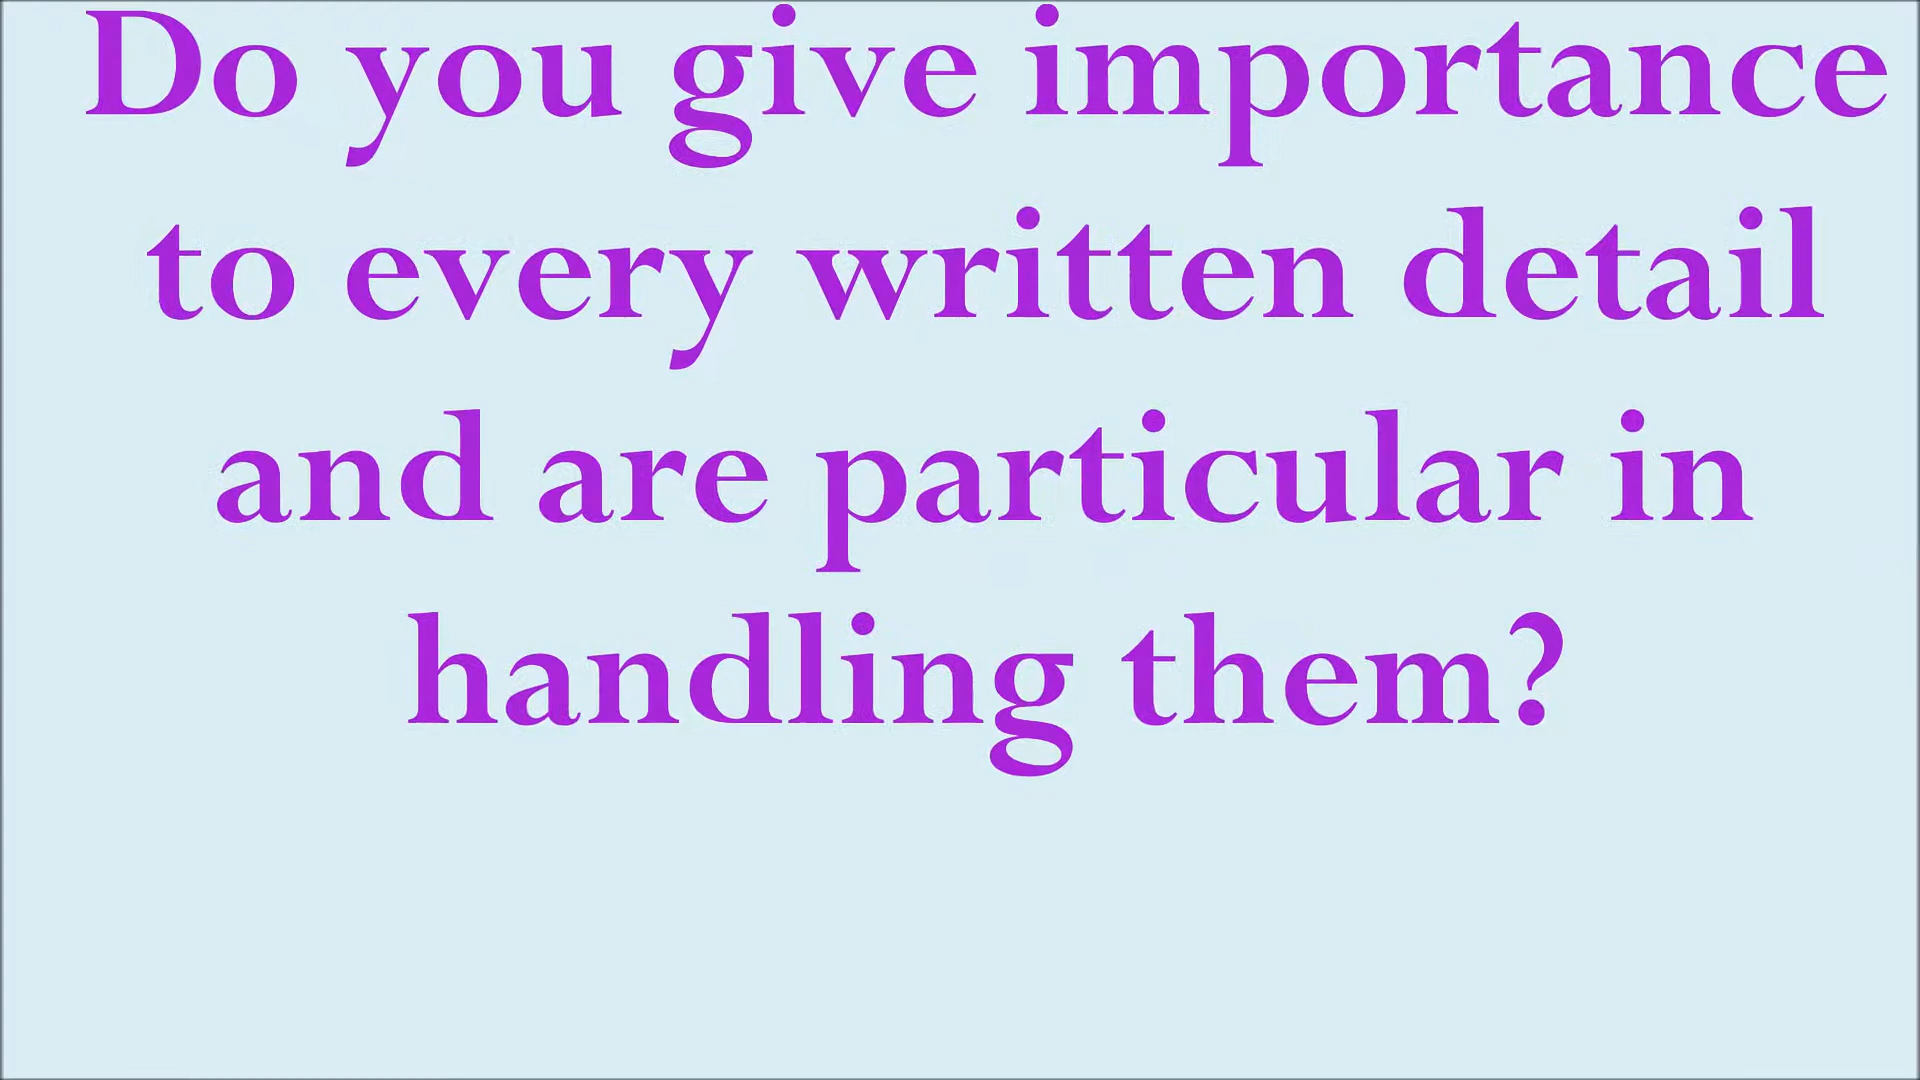 Do you give importance
to every written detail
and are particular in
handling them?